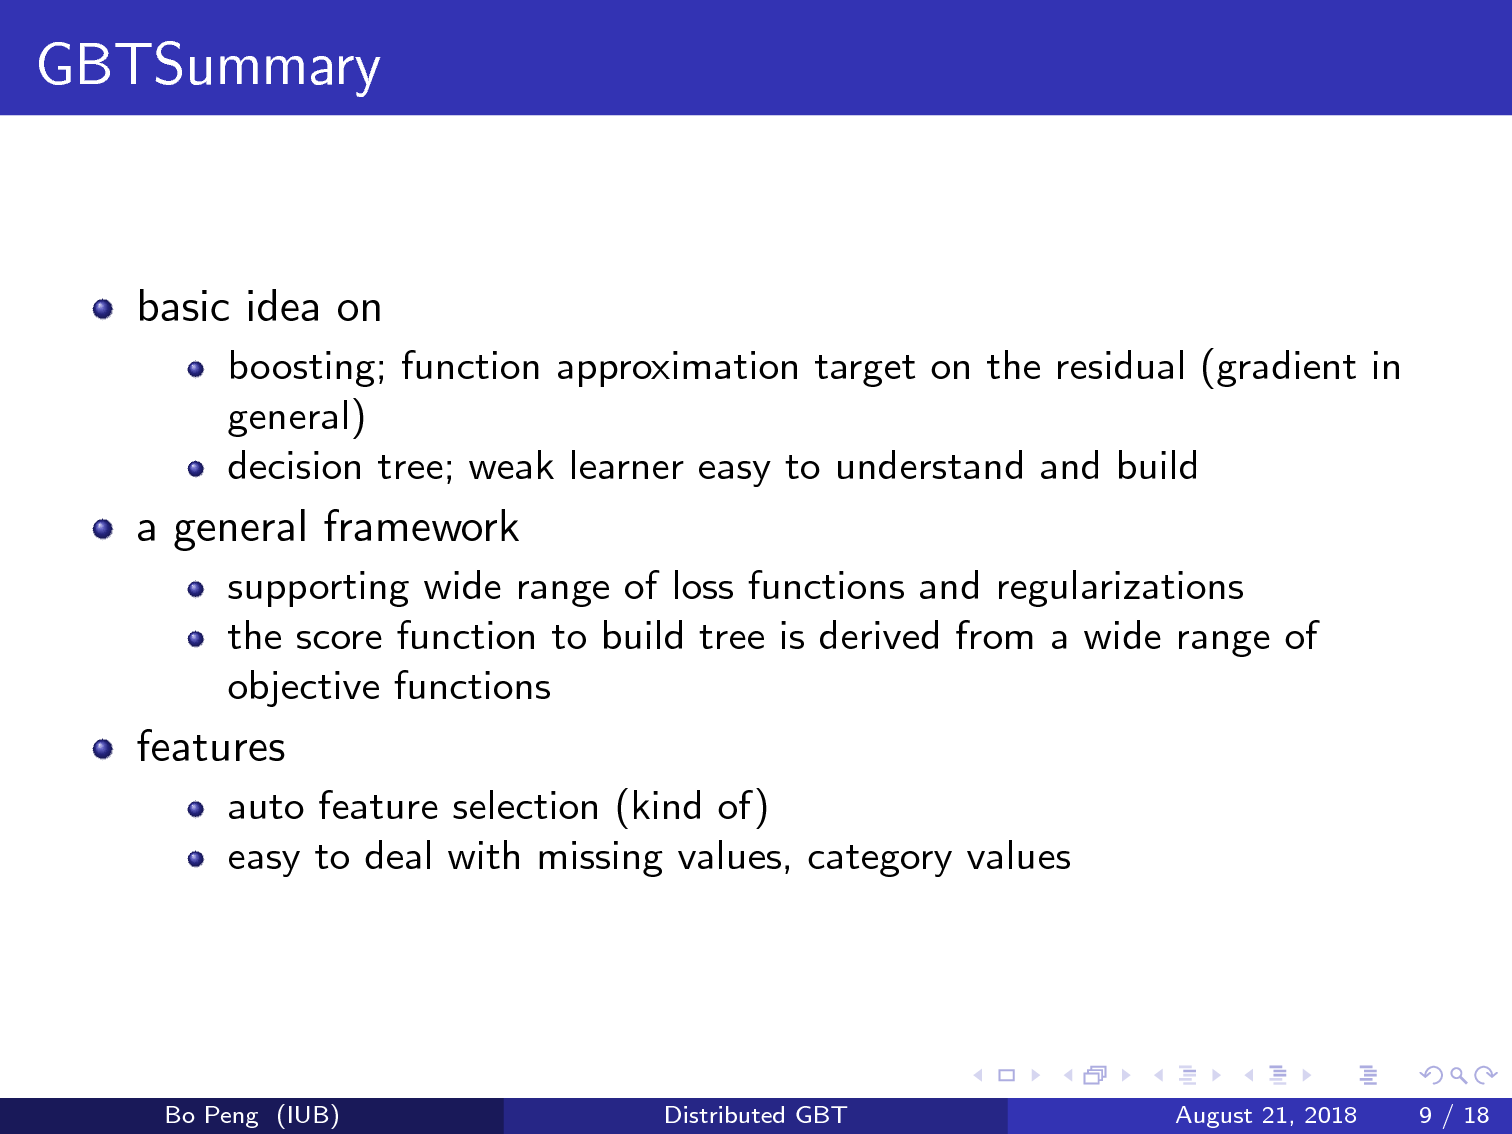 GBTSummary
basic idea on
boosting; function approximation target on the residual (gradient in
general)
decision tree; weak learner easy to understand and build
a general framework
supporting wide range of loss functions and regularizations
the score function to build tree is derived from a wide range of
objective functions
features
auto feature selection (kind of)
easy to deal with missing values, category values
Bo Peng (IUB) Distributed GBT August 21, 2018 9 / 18